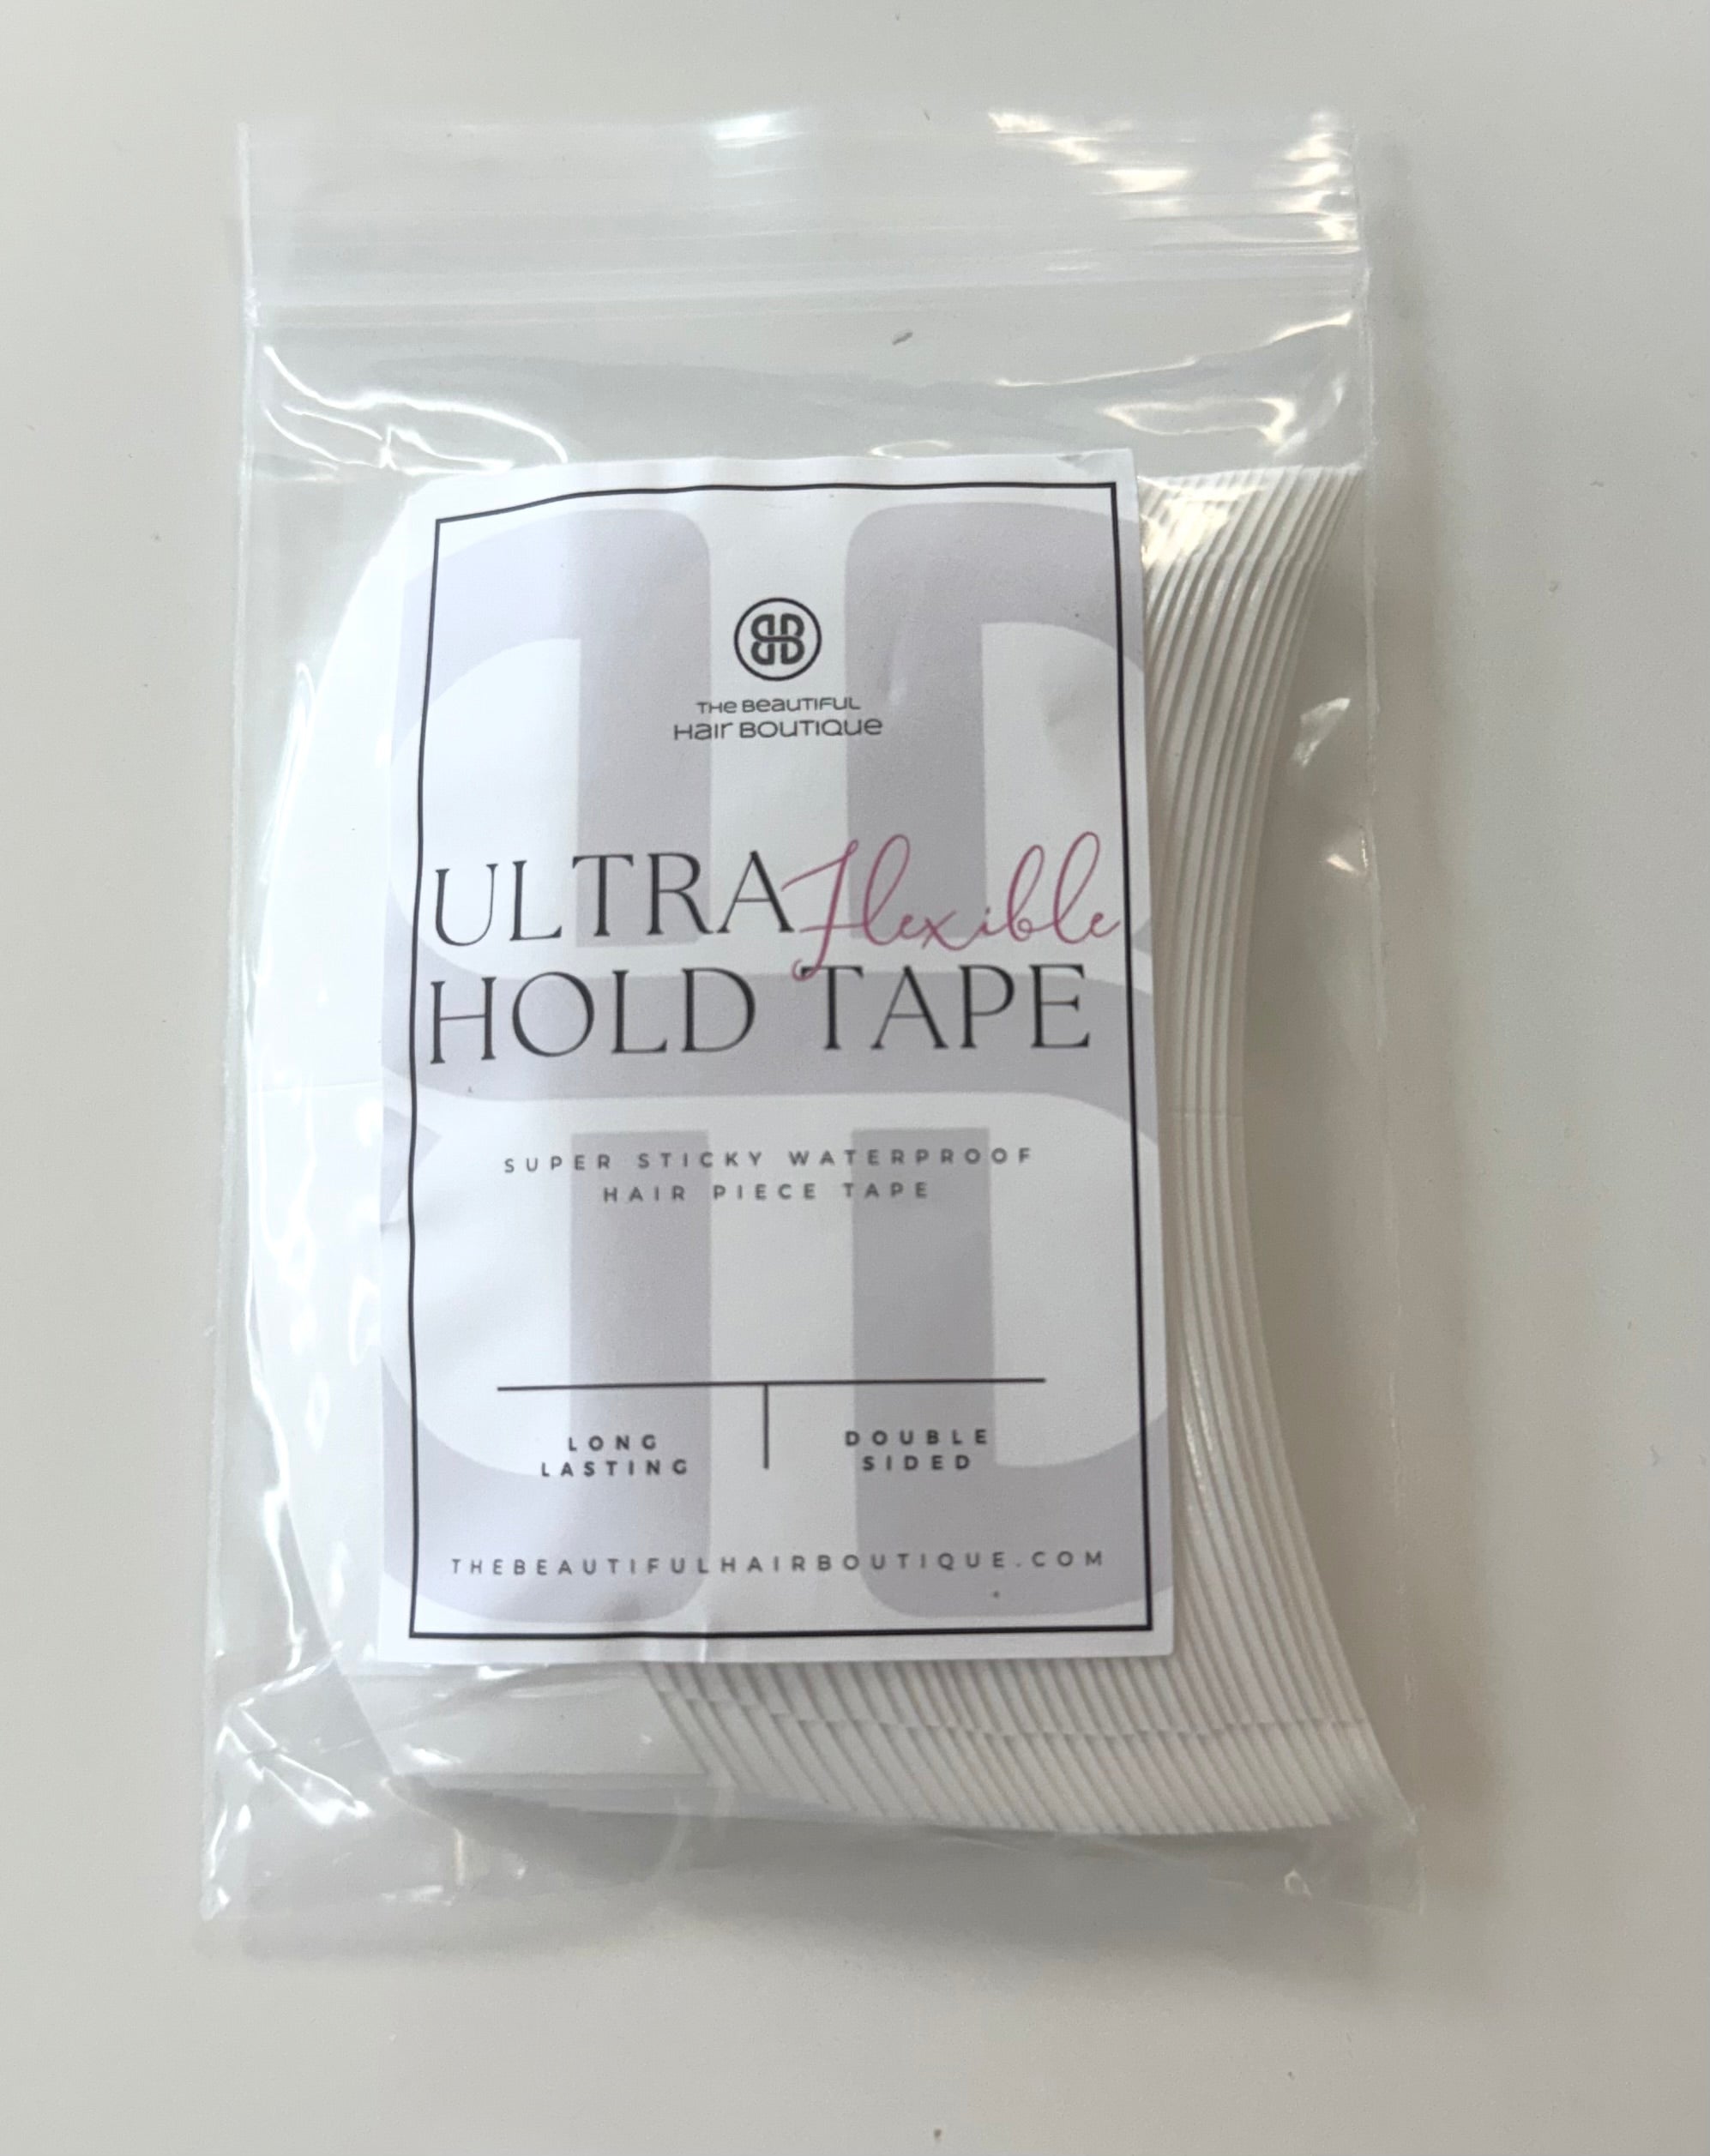 BB
THE BEAUTIFUL
Hair BOUTIQUE
ULTRA Flexible
HOLD TAPE
SUPER STICKY WATERPROOF
HAIR PIECE TAPE
LONG
LASTING
DOUBLE
SIDED
THEBEAUTIFULHAIRBOUTIQUE.COM